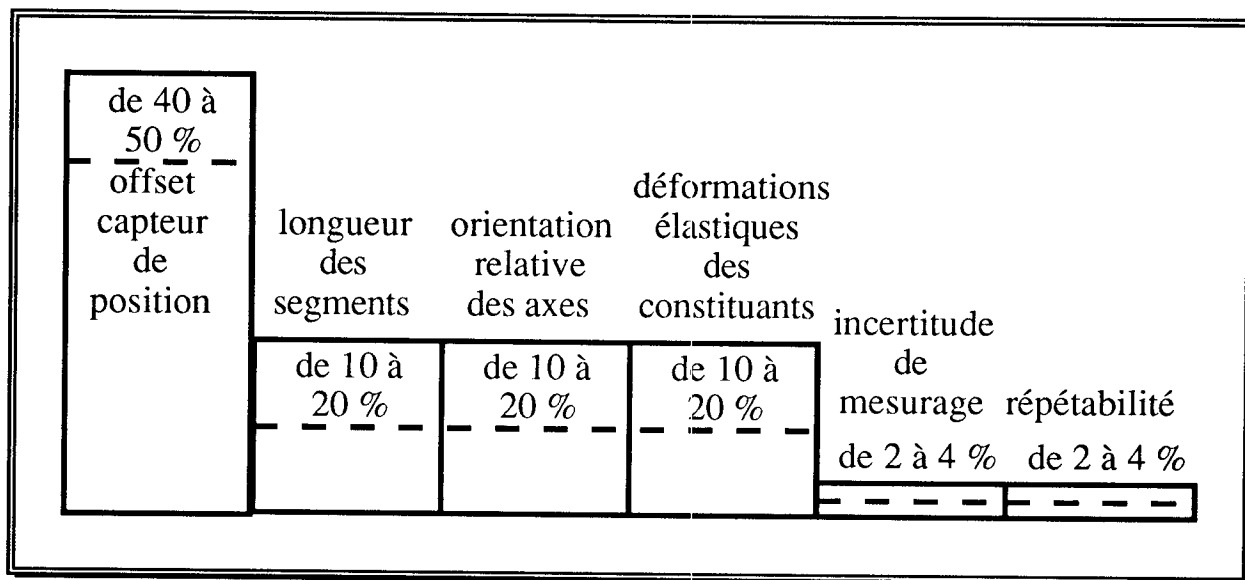 de 40 à
50 %
offset
capteur
de
position
longueur
des
segments
de 10 à
20 %
orientation
relative
des axes
de 10 à
20 %
déformations
élastiques
des
constituants
de 10 à
20 %
incertitude
de
mesurage
de 2 à 4 %
répétabilité
de 2 à 4 %